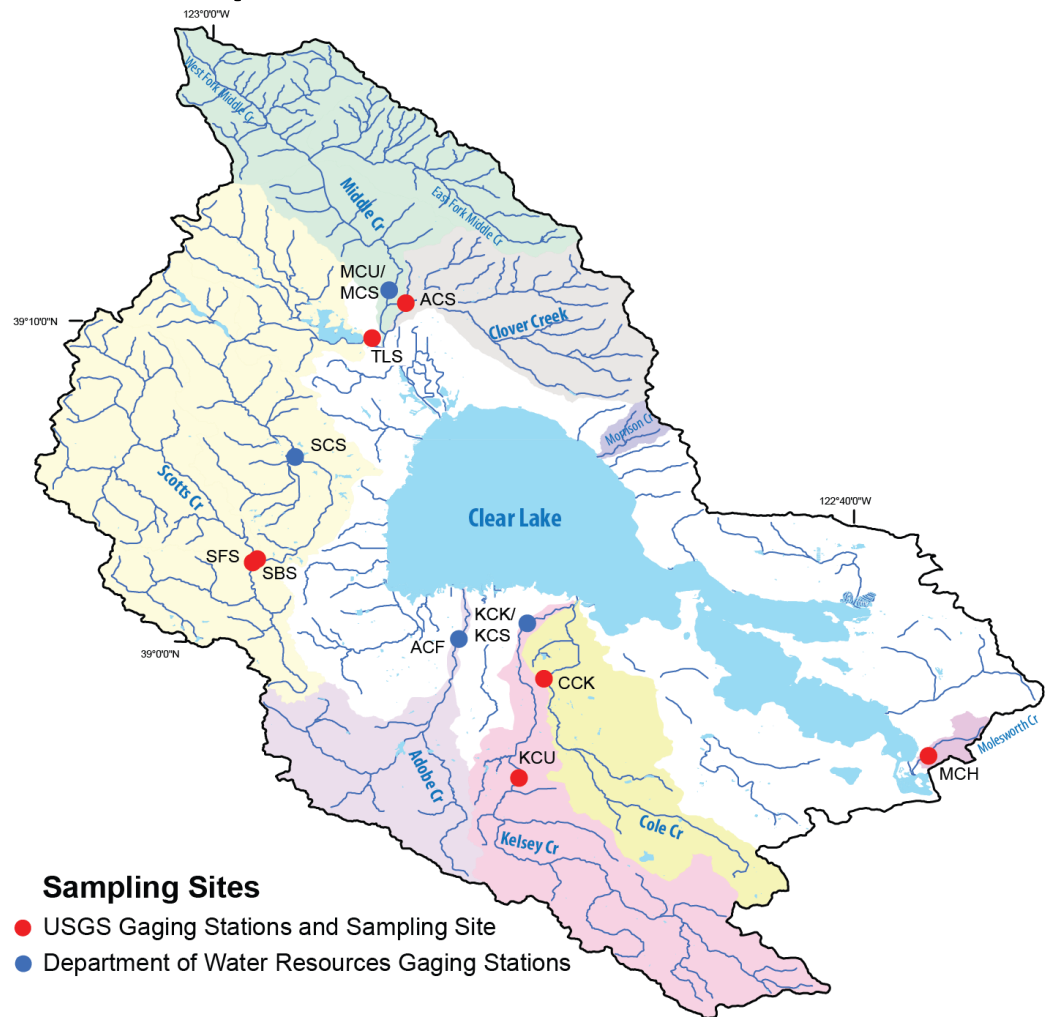 123°0'0"W
West Fork Middle Cr
Middle Cr
East Fork Middle Cr
MCU/
MCS
ACS
39°10'0"N
Clover Creek
TLS
Morrison Cr
SCS
Scotts Cr
122°40'0"W
Clear Lake
SFS
SBS
KCK/
KCS
39°0'0"N
ACF
CCK
Molesworth Cr
Adobe Cr
KCU
MCH
Cole Cr
Kelsey Cr
Sampling Sites
USGS Gaging Stations and Sampling Site
Department of Water Resources Gaging Stations